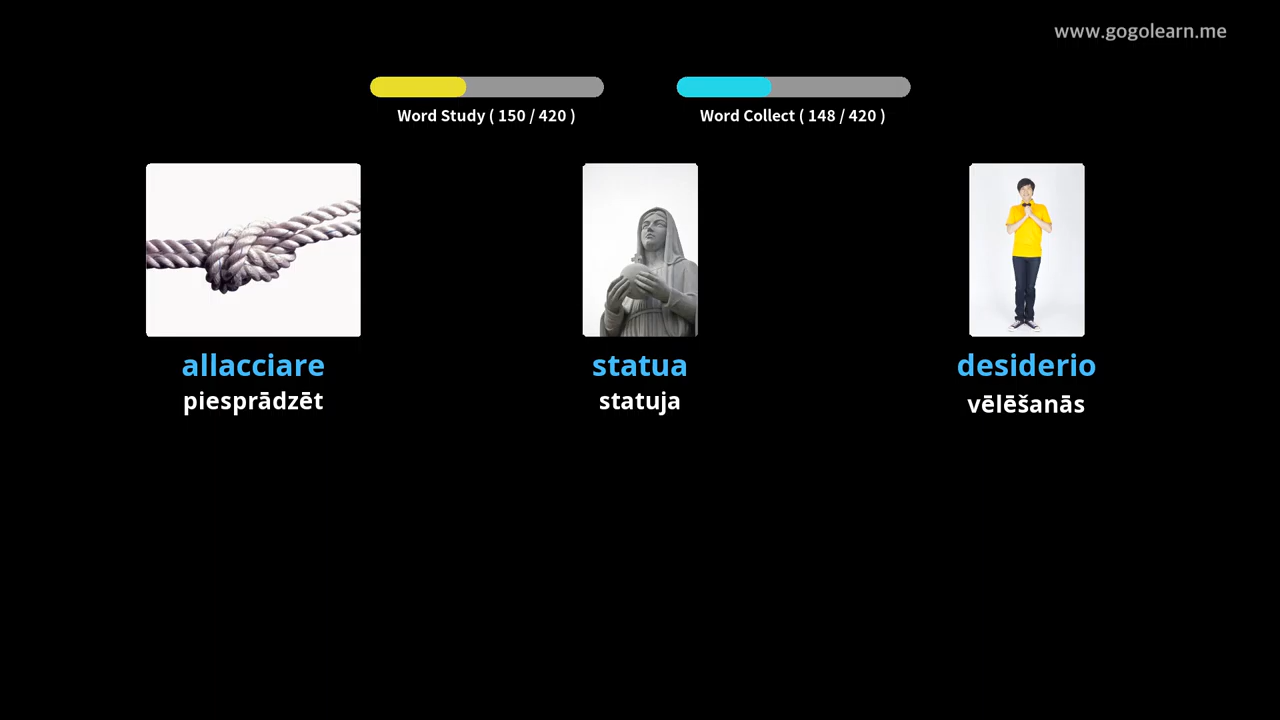 www.gogolearn.me
Word Study ( 150 / 420 )
Word Collect ( 148 / 420 )
allacciare
piesprādzēt
statua
statuja
desiderio
vēlēšanās